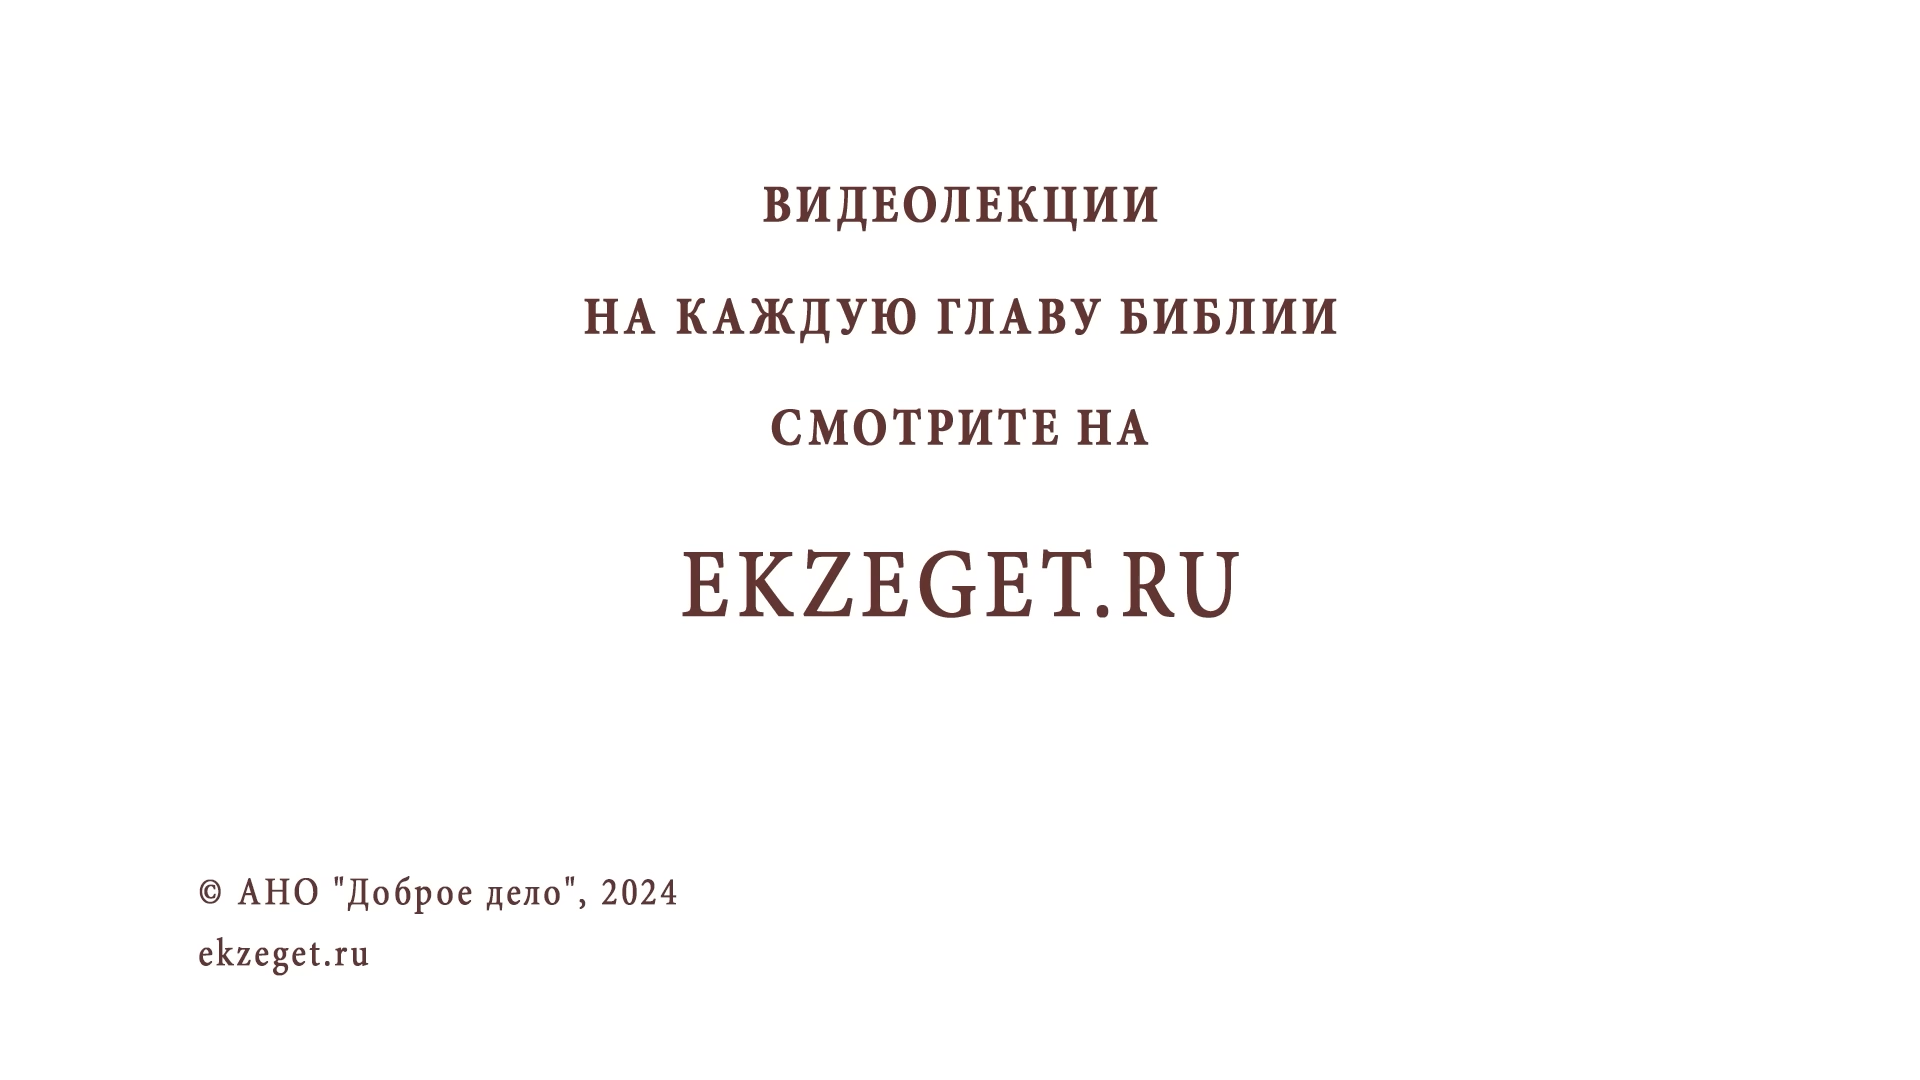 ВИДЕОЛЕКЦИИ
НА КАЖДУЮ ГЛАВУ БИБЛИИ
СМОТРИТЕ НА
EKZEGET.RU
© АНО "Доброе дело", 2024
ekzeget.ru